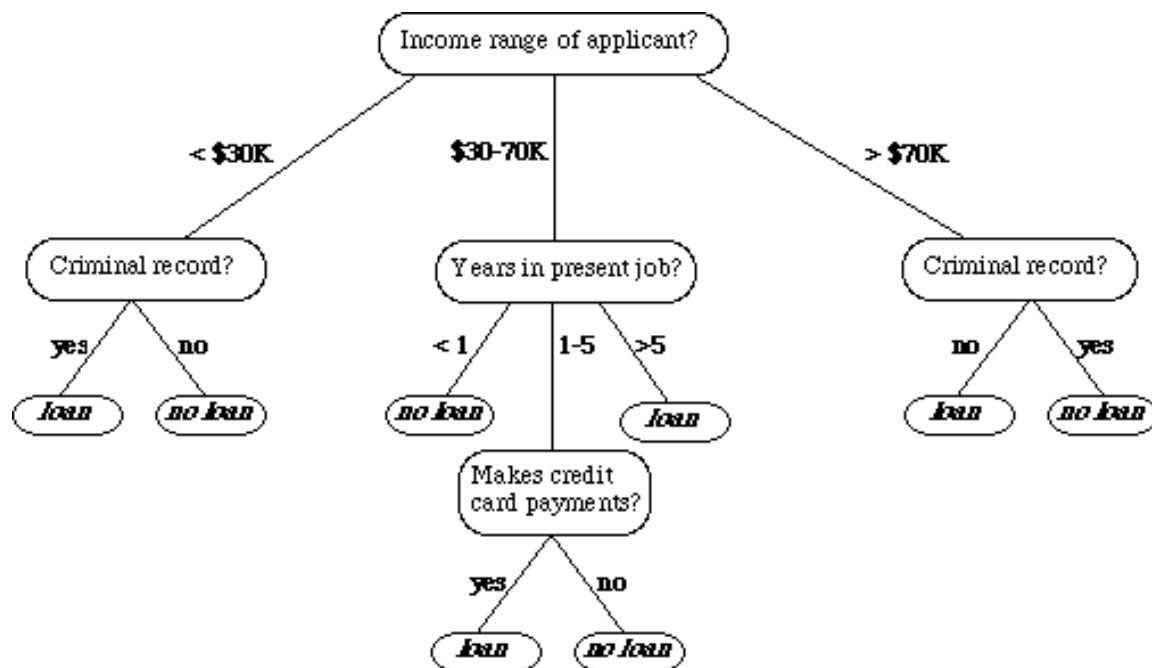 Income range of applicant?
< $30K
$30-70K
> $70K
Criminal record?
Years in present job?
Criminal record?
yes
no
< 1
1-5
>5
no
yes
loan
no loan
no loan
loan
loan
no loan
Makes credit
card payments?
yes
no
loan
no loan